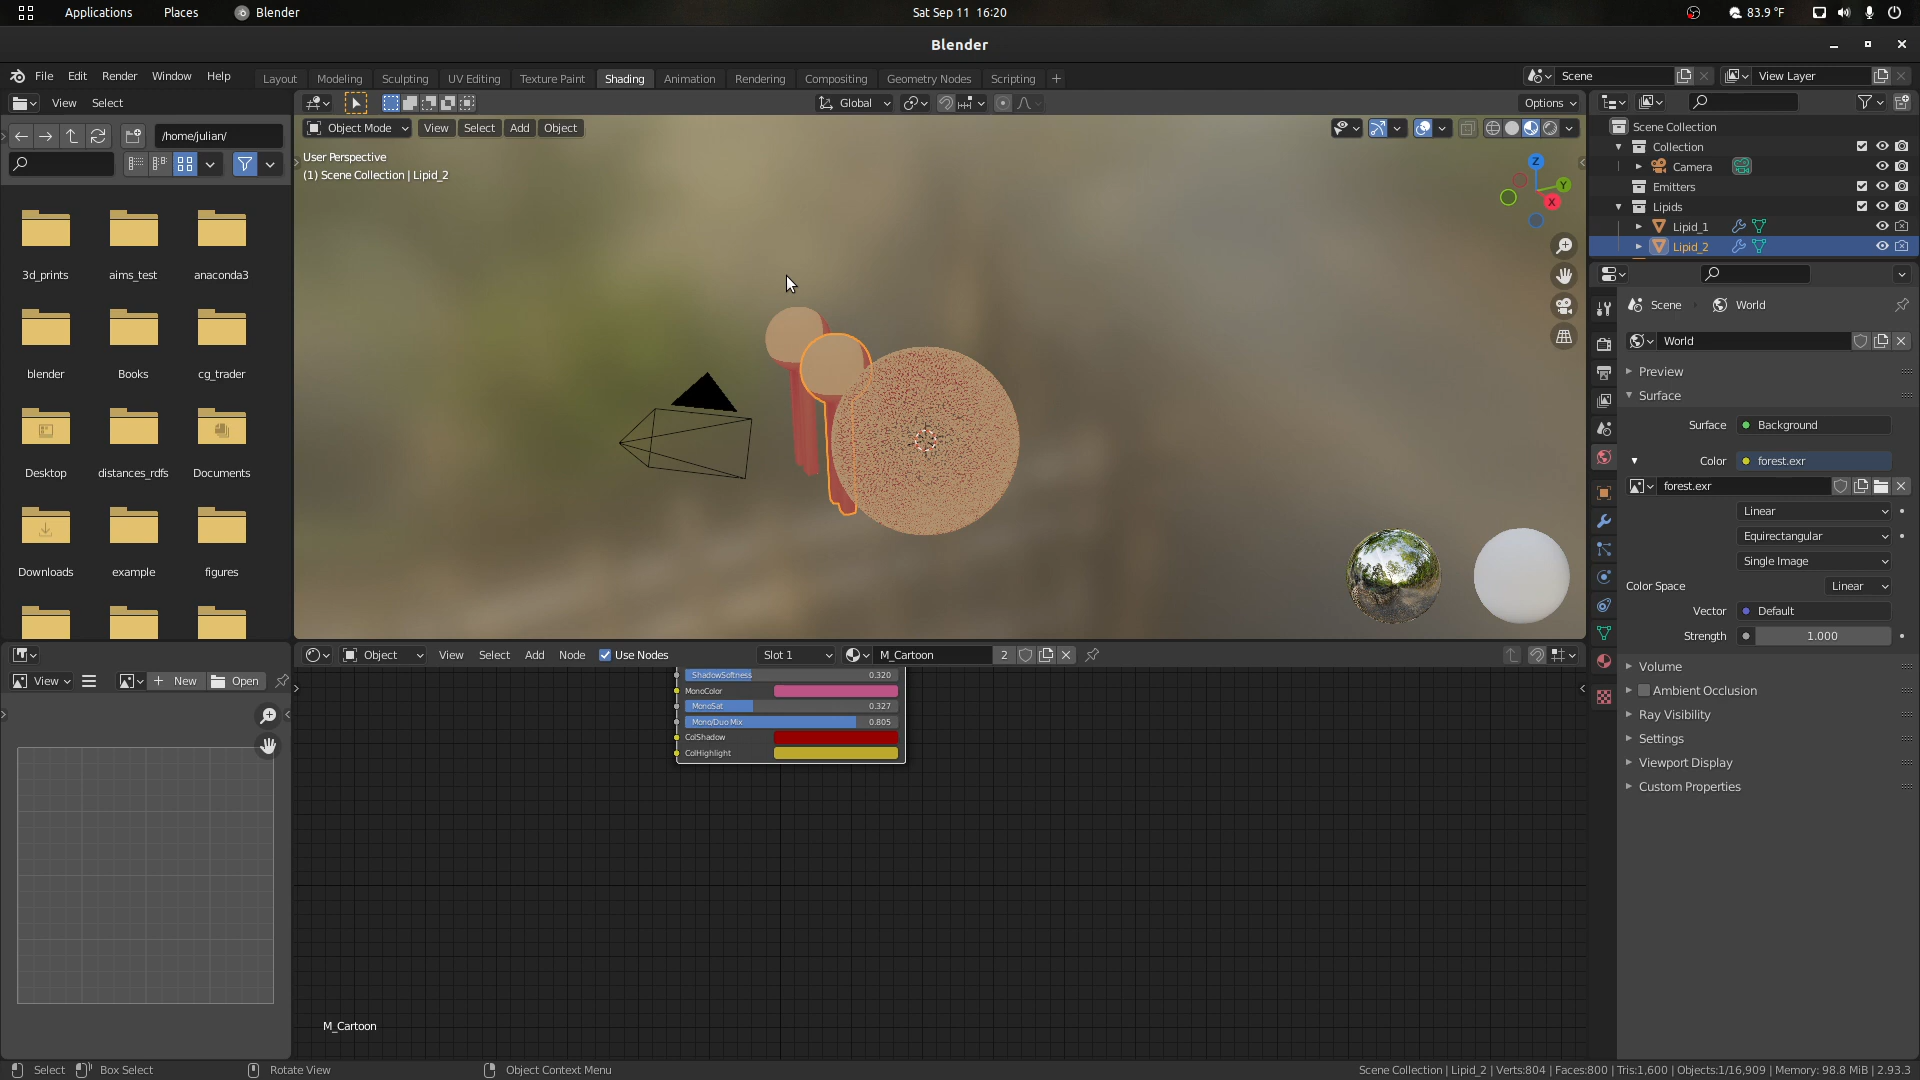 Applications Places Blender Sat Sep 11 16:20 83.9 °F
Blender
File Edit Render Window Help Layout Modeling Sculpting UV Editing Texture Paint Shading Animation Rendering Compositing Geometry Nodes Scripting + Scene View Layer
View Select Global Options
Object Mode View Select Add Object
/home/julian/
User Perspective
(1) Scene Collection | Lipid_2
3d_prints aims_test anaconda3
blender Books cg_trader
Desktop distances_rdfs Documents
Downloads example figures
Z
Y
X
Scene Collection
Collection
Camera
Emitters
Lipids
Lipid_1
Lipid_2
Scene World
World
Preview
Surface
Surface Background
Color forest.exr
forest.exr
Linear
Equirectangular
Single Image
Color Space Linear
Vector Default
Strength 1.000
Volume
Ambient Occlusion
Ray Visibility
Settings
Viewport Display
Custom Properties
View New Open
Object View Select Add Node Use Nodes Slot 1 M_Cartoon 2
ShadowSoftness 0.320
MonoColor
MonoSat 0.327
Mono/Duo Mix 0.805
ColShadow
ColHighlight
M_Cartoon
Select Box Select Rotate View Object Context Menu Scene Collection | Lipid_2 | Verts:804 | Faces:800 | Tris:1,600 | Objects:1/16,909 | Memory: 98.8 MiB | 2.93.3